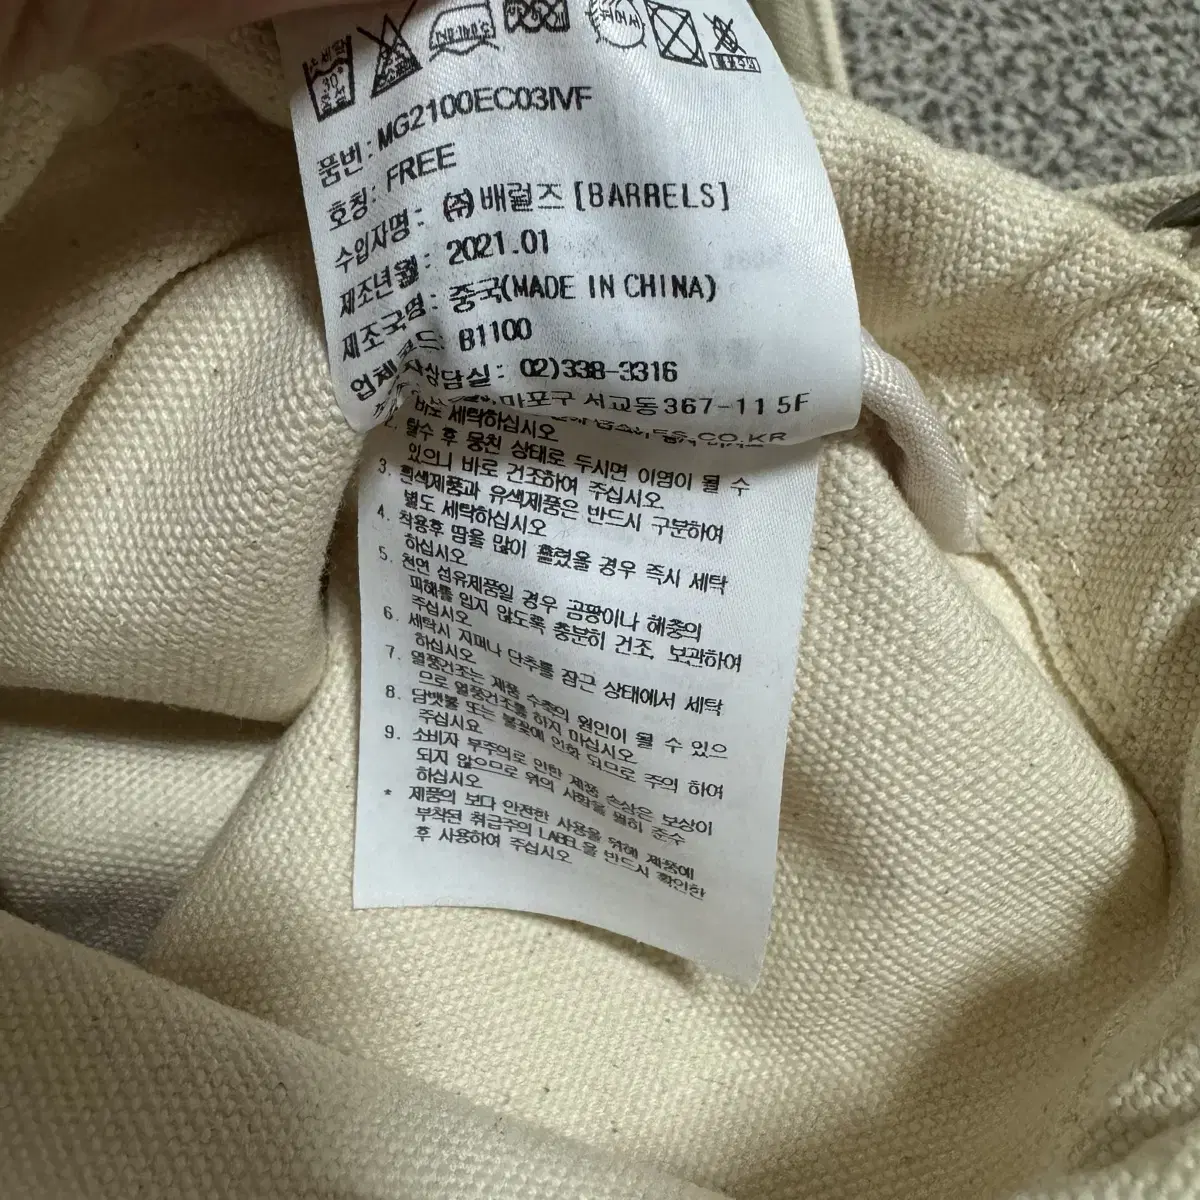 손세탁
30°
중성
뉘어서
품번: MG2100EC03IVF
호칭: FREE
수입자명: ㈜배럴즈 [BARRELS]
제조년월: 2021.01
제조국명: 중국(MADE IN CHINA)
업체코드: B1100
상담실: 02)338-3316
마포구 서교동 367-11 5F
ES.CO.KR
바로 세탁하십시오
2. 탈수 후 뭉친 상태로 두시면 이염이 될 수
있으니 바로 건조하여 주십시오
3. 흰색제품과 유색제품은 반드시 구분하여
별도 세탁하십시오
4. 착용후 땀을 많이 흘렸을 경우 즉시 세탁
하십시오
5. 천연 섬유제품일 경우 곰팡이나 해충의
피해를 입지 않도록 충분히 건조, 보관하여
주십시오
6. 세탁시 지퍼나 단추를 잠근 상태에서 세탁
하십시오
7. 열풍건조는 제품 수축의 원인이 될 수 있으
므로 열풍건조를 하지 마십시오
8. 담뱃불 또는 불꽃에 인화 되므로 주의 하여
주십시요
9. 소비자 부주의로 인한 제품 손상은 보상이
되지 않으므로 위의 사항을 필히 준수
하십시오
* 제품의 보다 안전한 사용을 위해 제품에
부착된 취급주의 LABEL을 반드시 확인한
후 사용하여 주십시오